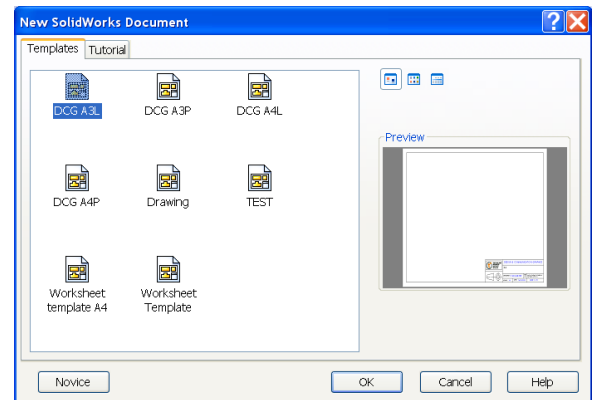 New SolidWorks Document
Templates Tutorial
DCG A3L DCG A3P DCG A4L
Preview
DCG A4P Drawing TEST
Worksheet template A4
Worksheet Template
Novice OK Cancel Help